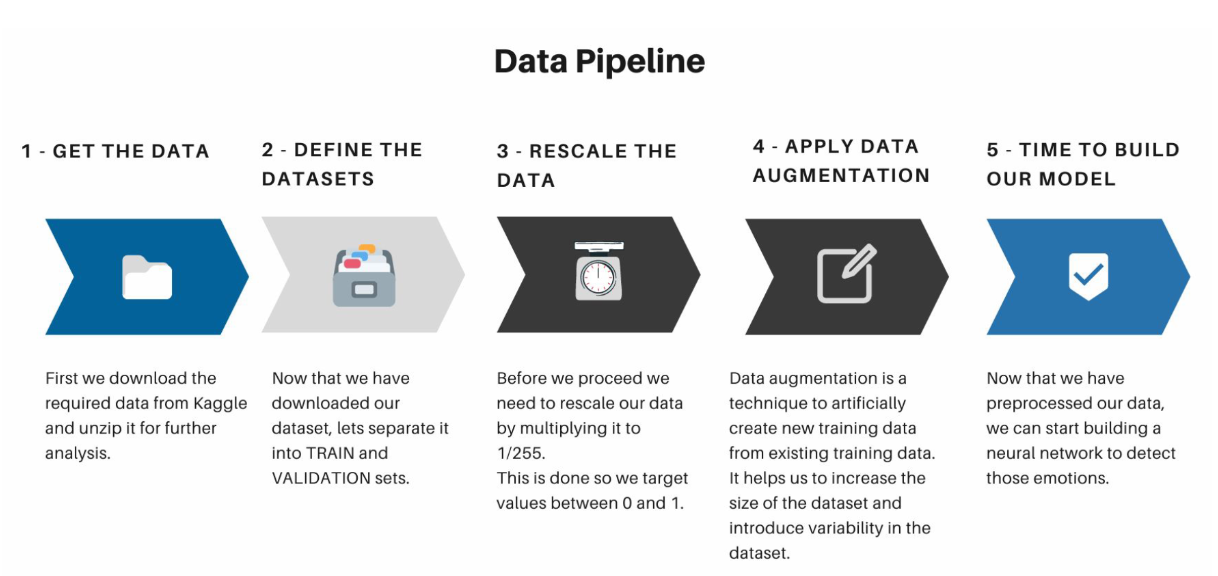 Data Pipeline
1 - GET THE DATA
2 - DEFINE THE
DATASETS
3 - RESCALE THE
DATA
4 - APPLY DATA
AUGMENTATION
5 - TIME TO BUILD
OUR MODEL
First we download the
required data from Kaggle
and unzip it for further
analysis.
Now that we have
downloaded our
dataset, lets separate it
into TRAIN and
VALIDATION sets.
Before we proceed we
need to rescale our data
by multiplying it to
1/255.
This is done so we target
values between 0 and 1.
Data augmentation is a
technique to artificially
create new training data
from existing training data.
It helps us to increase the
size of the dataset and
introduce variability in the
dataset.
Now that we have
preprocessed our data,
we can start building a
neural network to detect
those emotions.